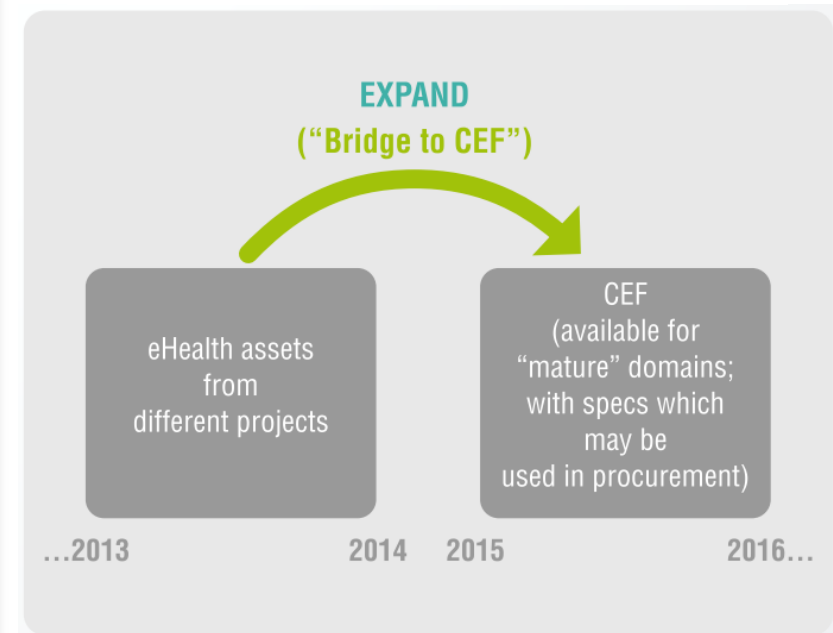 EXPAND
(“Bridge to CEF”)
eHealth assets
from
different projects
CEF
(available for
“mature” domains;
with specs which
may be
used in procurement)
...2013
2014
2015
2016...